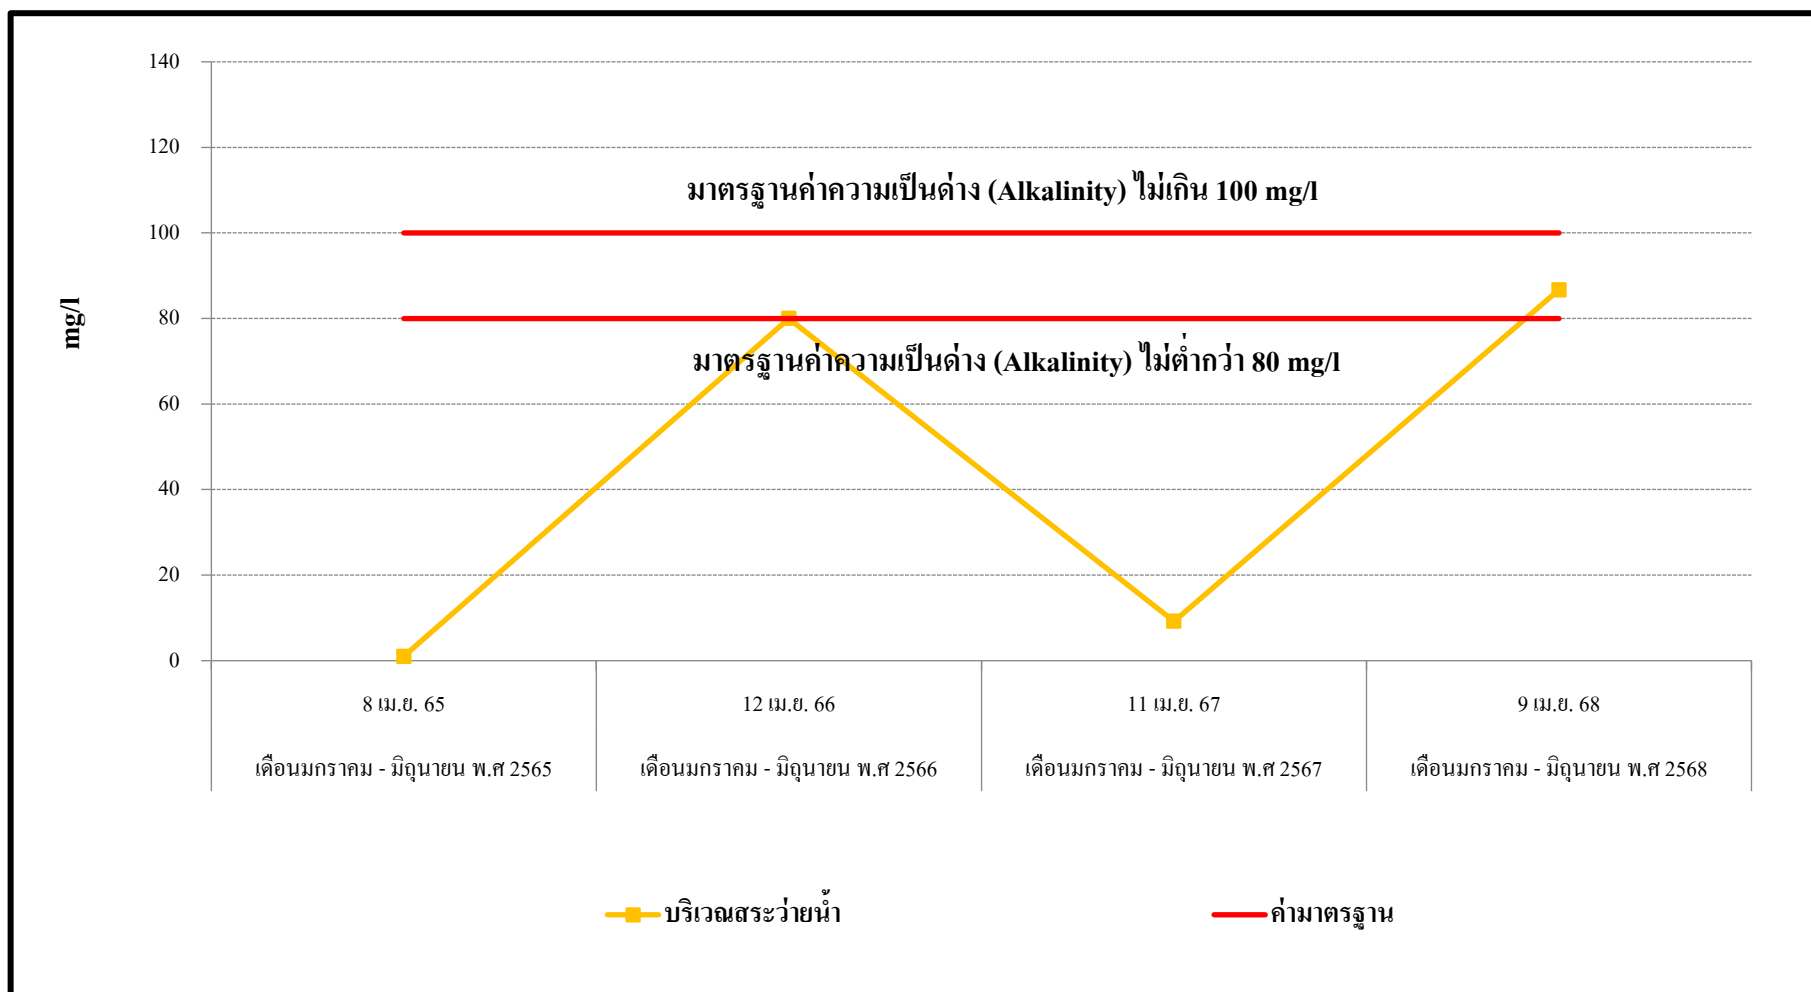 140
120
มาตรฐานค่าความเป็นด่าง (Alkalinity) ไม่เกิน 100 mg/l
100
mg/l
80
มาตรฐานค่าความเป็นด่าง (Alkalinity) ไม่ต่ำกว่า 80 mg/l
60
40
20
0
8 เม.ย. 65 12 เม.ย. 66 11 เม.ย. 67 9 เม.ย. 68
เดือนมกราคม - มิถุนายน พ.ศ 2565 เดือนมกราคม - มิถุนายน พ.ศ 2566 เดือนมกราคม - มิถุนายน พ.ศ 2567 เดือนมกราคม - มิถุนายน พ.ศ 2568
บริเวณสระว่ายน้ำ ค่ามาตรฐาน